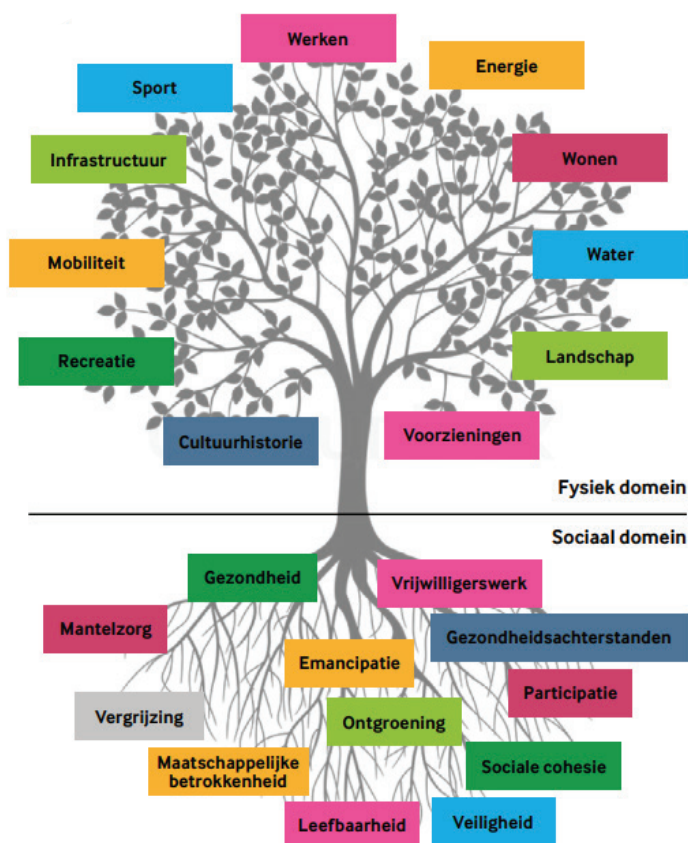 Werken
Energie
Sport
Infrastructuur
Wonen
Mobiliteit
Water
Recreatie
Landschap
Cultuurhistorie
Voorzieningen
Fysiek domein
Sociaal domein
Gezondheid
Vrijwilligerswerk
Mantelzorg
Gezondheidsachterstanden
Emancipatie
Participatie
Vergrijzing
Ontgroening
Maatschappelijke
betrokkenheid
Sociale cohesie
Leefbaarheid
Veiligheid